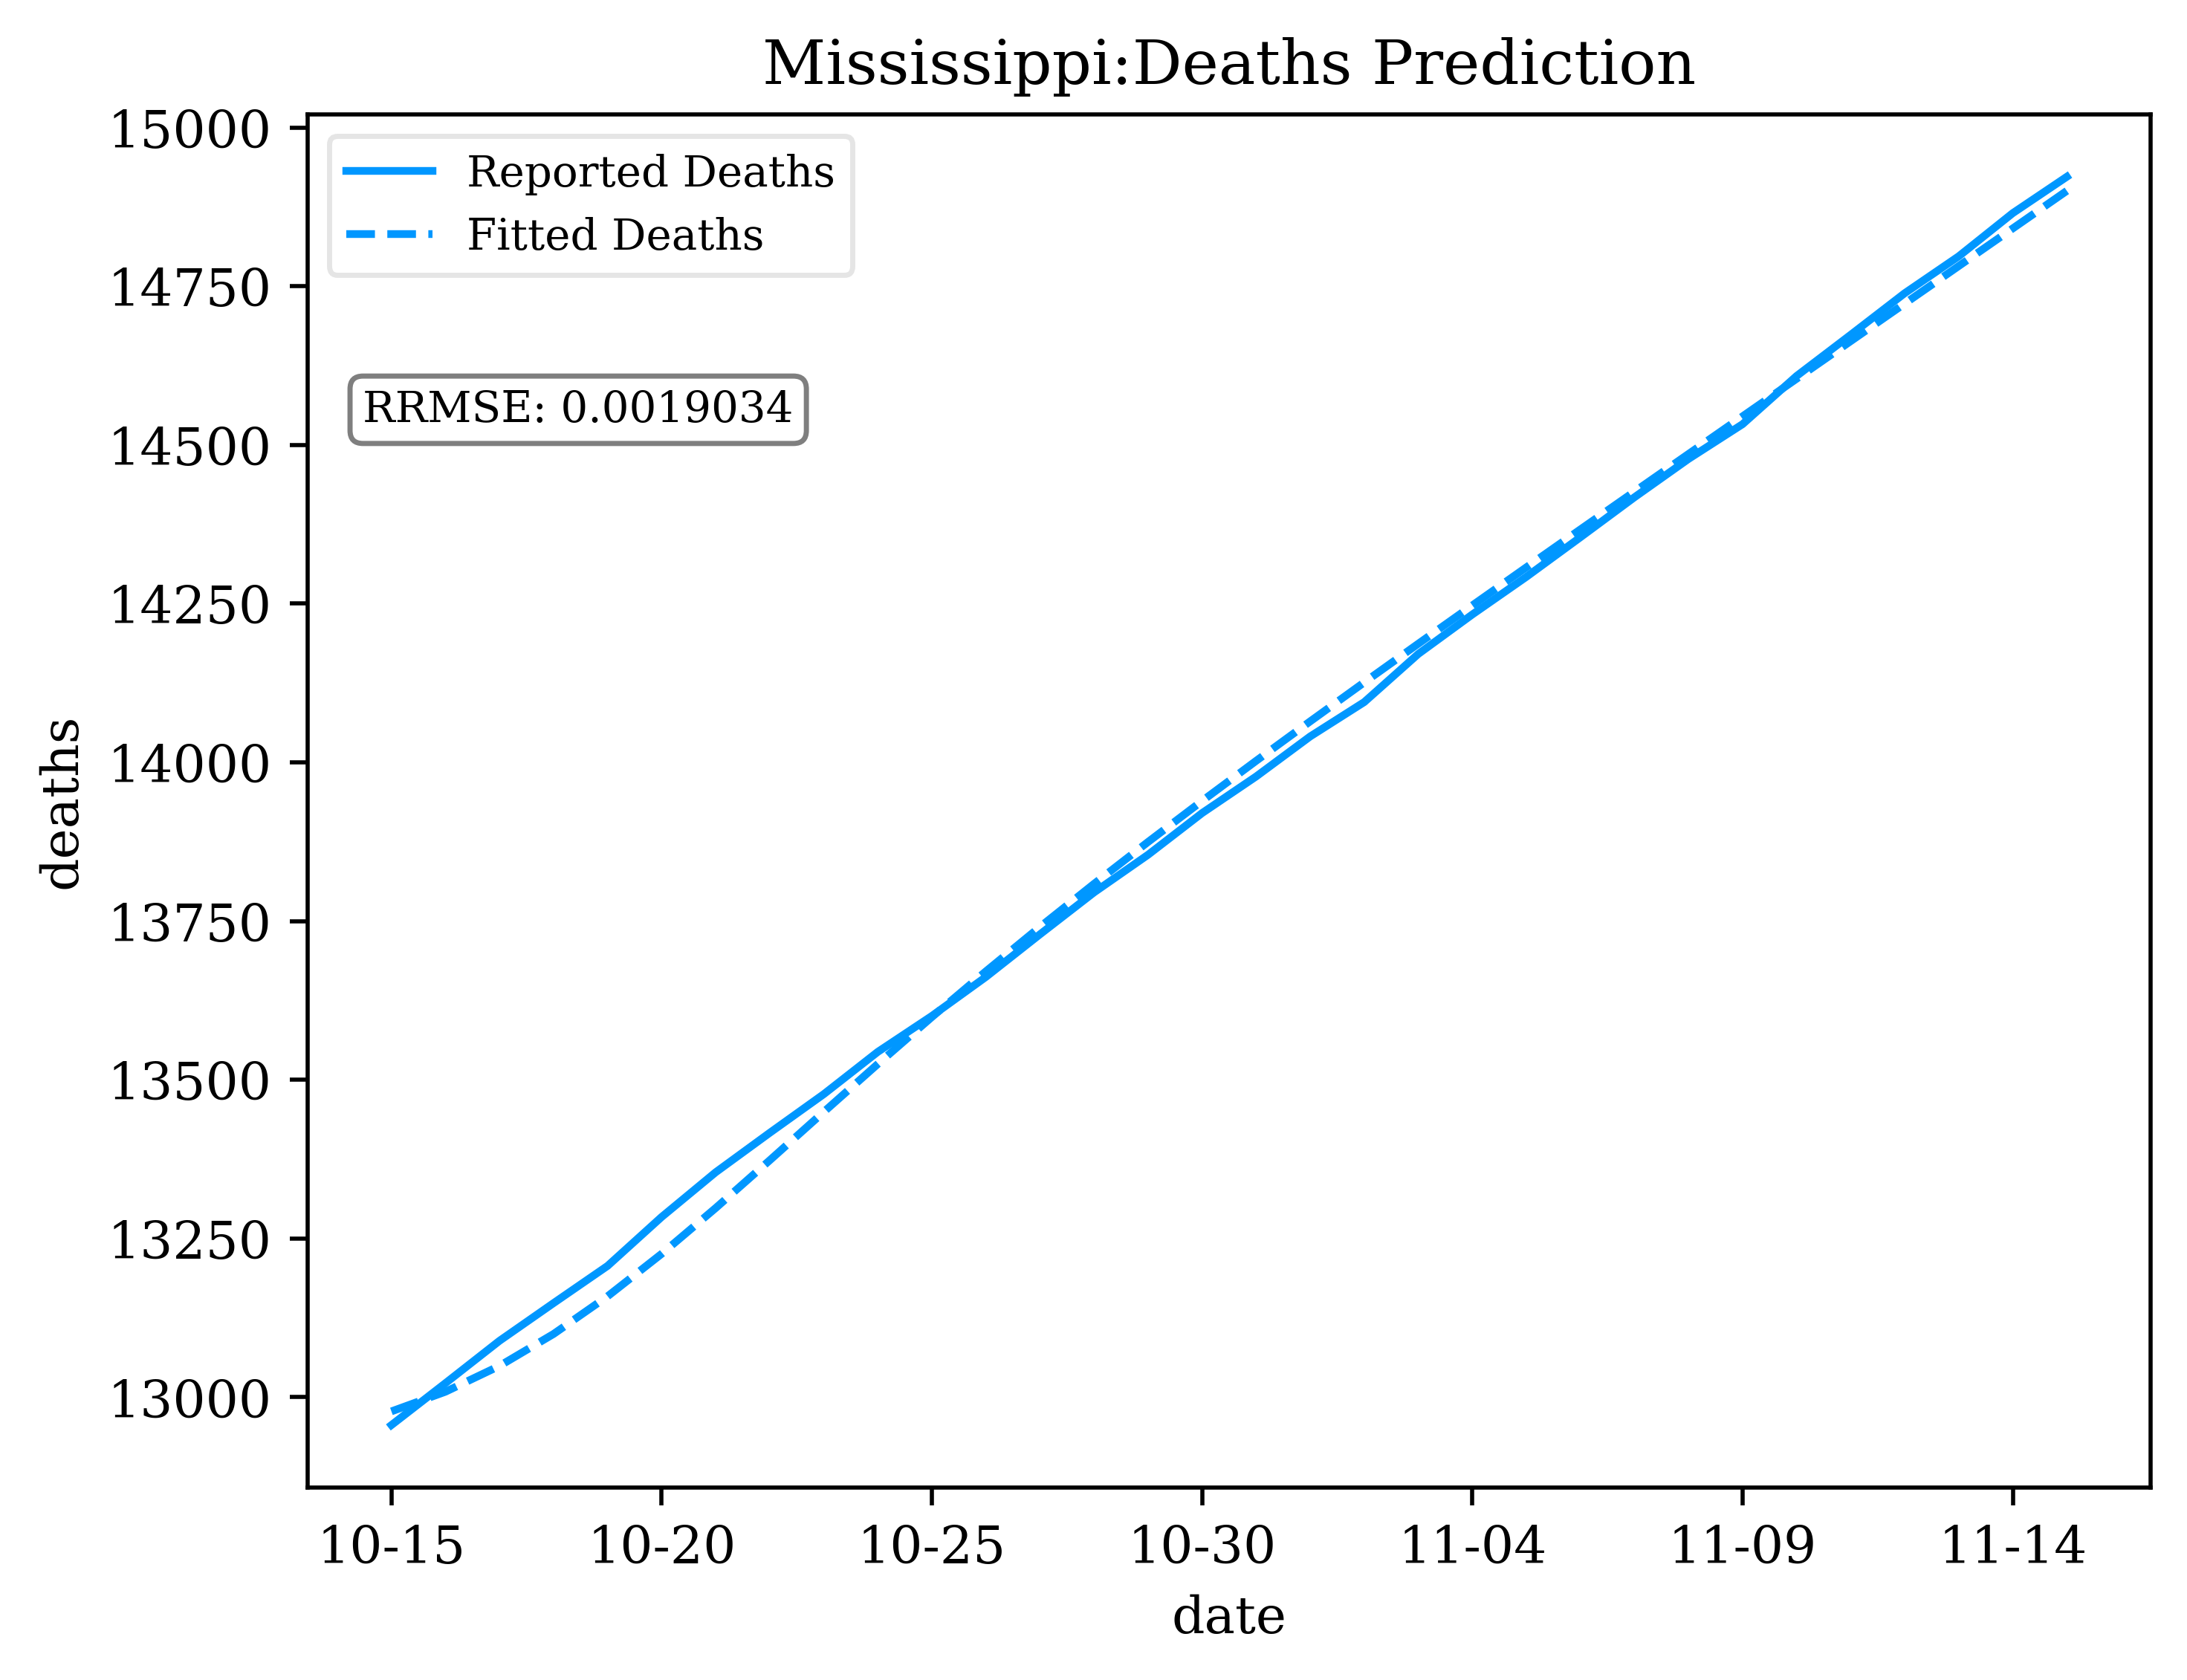 Mississippi:Deaths Prediction
15000
14750
14500
14250
14000
13750
13500
13250
13000
deaths
Reported Deaths
Fitted Deaths
RRMSE: 0.0019034
10-15 10-20 10-25 10-30 11-04 11-09 11-14
date